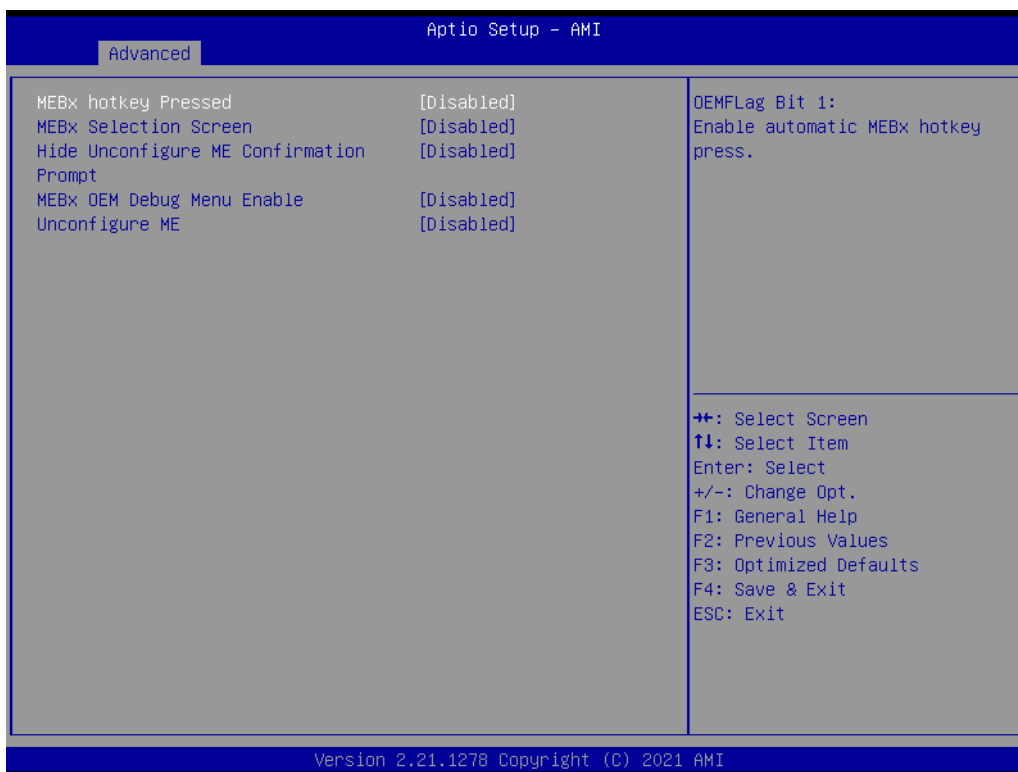 Aptio Setup – AMI
Advanced
MEBx hotkey Pressed [Disabled]
MEBx Selection Screen [Disabled]
Hide Unconfigure ME Confirmation [Disabled]
Prompt
MEBx OEM Debug Menu Enable [Disabled]
Unconfigure ME [Disabled]
OEMFLag Bit 1:
Enable automatic MEBx hotkey
press.
→←: Select Screen
↑↓: Select Item
Enter: Select
+/-: Change Opt.
F1: General Help
F2: Previous Values
F3: Optimized Defaults
F4: Save & Exit
ESC: Exit
Version 2.21.1278 Copyright (C) 2021 AMI